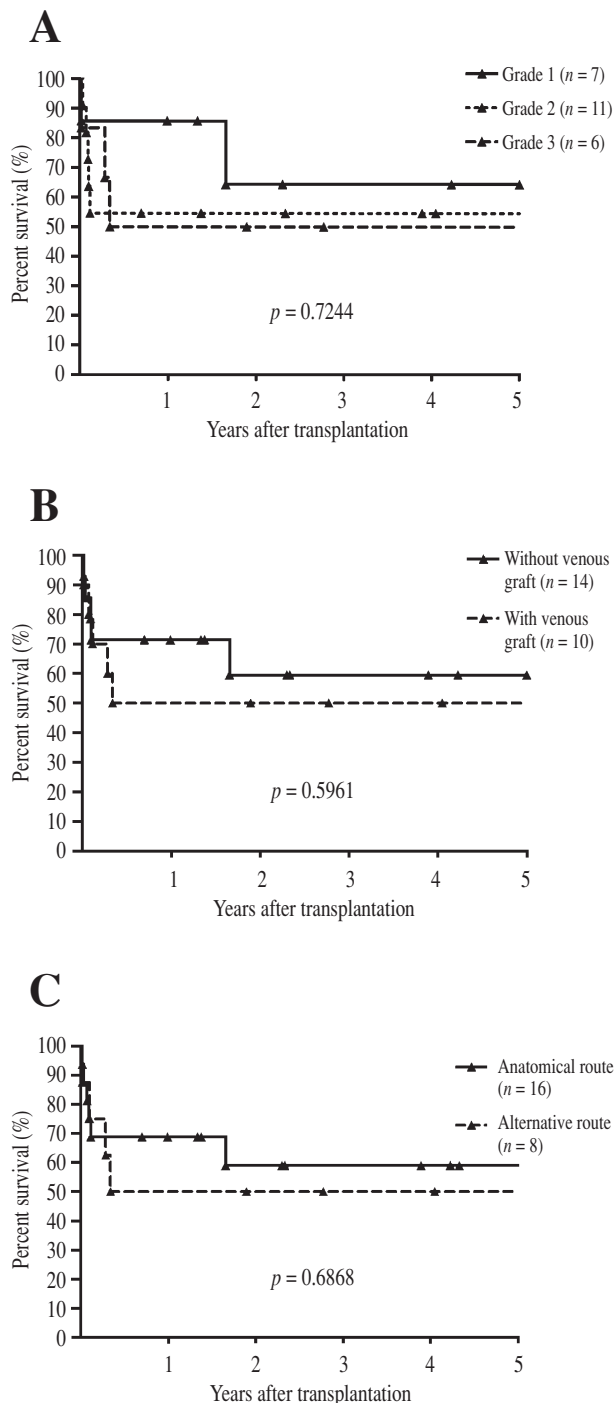 A
Percent survival (%)
100
90
80
70
60
50
40
30
20
10
0
1
2
3
4
5
Years after transplantation
Grade 1 (n = 7)
Grade 2 (n = 11)
Grade 3 (n = 6)
p = 0.7244
B
Percent survival (%)
100
90
80
70
60
50
40
30
20
10
0
1
2
3
4
5
Years after transplantation
Without venous
graft (n = 14)
With venous
graft (n = 10)
p = 0.5961
C
Percent survival (%)
100
90
80
70
60
50
40
30
20
10
0
1
2
3
4
5
Years after transplantation
Anatomical route
(n = 16)
Alternative route
(n = 8)
p = 0.6868